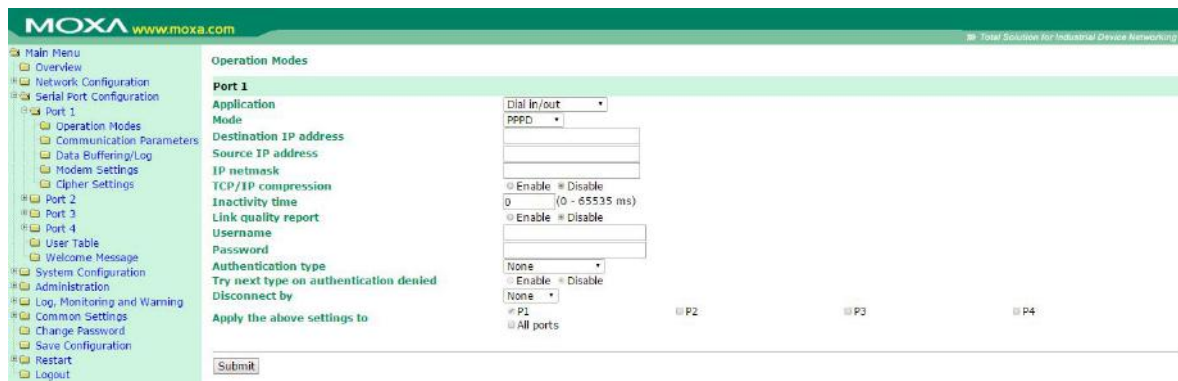 MOXA www.moxa.com
Total Solution for Industrial Device Networking
Main Menu
Overview
Network Configuration
Serial Port Configuration
Port 1
Operation Modes
Communication Parameters
Data Buffering/Log
Modem Settings
Cipher Settings
Port 2
Port 3
Port 4
User Table
Welcome Message
System Configuration
Administration
Log, Monitoring and Warning
Common Settings
Change Password
Save Configuration
Restart
Logout
Operation Modes
Port 1
Application Dial in/out
Mode PPPD
Destination IP address
Source IP address
IP netmask
TCP/IP compression Enable Disable
Inactivity time 0 (0 - 65535 ms)
Link quality report Enable Disable
Username
Password
Authentication type None
Try next type on authentication denied Enable Disable
Disconnect by None
Apply the above settings to P1 P2 P3 P4
All ports
Submit